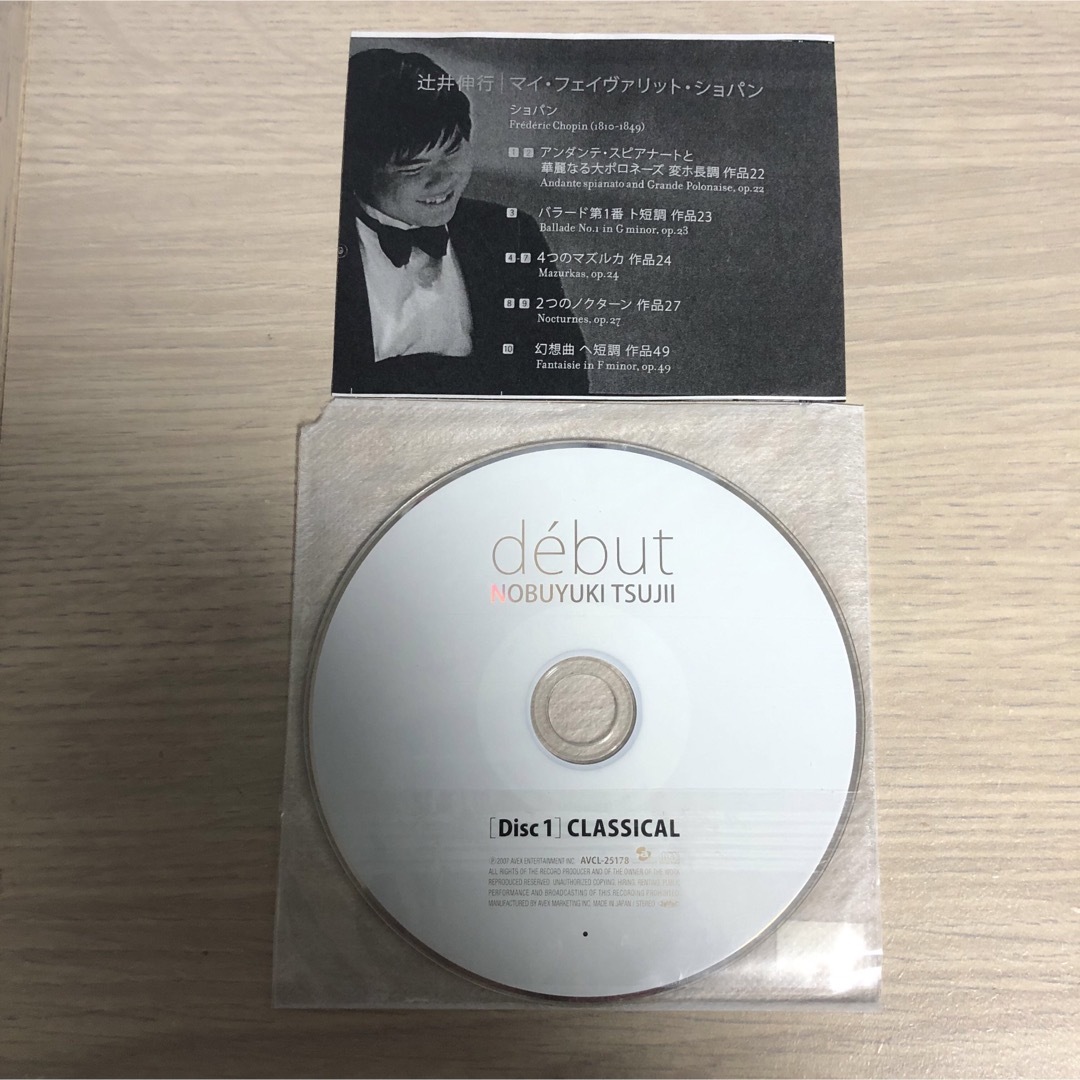 辻井伸行｜マイ・フェイヴァリット・ショパン
ショパン
Frédéric Chopin (1810-1849)
1 2 アンダンテ・スピアナートと
華麗なる大ポロネーズ 変ホ長調 作品22
Andante spianato and Grande Polonaise, op.22
3 バラード第1番 ト短調 作品23
Ballade No.1 in G minor, op.23
4-7 4つのマズルカ 作品24
Mazurkas, op.24
8 9 2つのノクターン 作品27
Nocturnes, op.27
10 幻想曲 ヘ短調 作品49
Fantaisie in F minor, op.49
début
NOBUYUKI TSUJII
[Disc 1] CLASSICAL
℗2007 AVEX ENTERTAINMENT INC. AVCL-25178
ALL RIGHTS OF THE RECORD PRODUCER AND OF THE OWNER OF THE WORK
REPRODUCED RESERVED. UNAUTHORIZED COPYING, HIRING, RENTING, PUBLIC
PERFORMANCE AND BROADCASTING OF THIS RECORDING PROHIBITED.
MANUFACTURED BY AVEX MARKETING INC. MADE IN JAPAN / STEREO